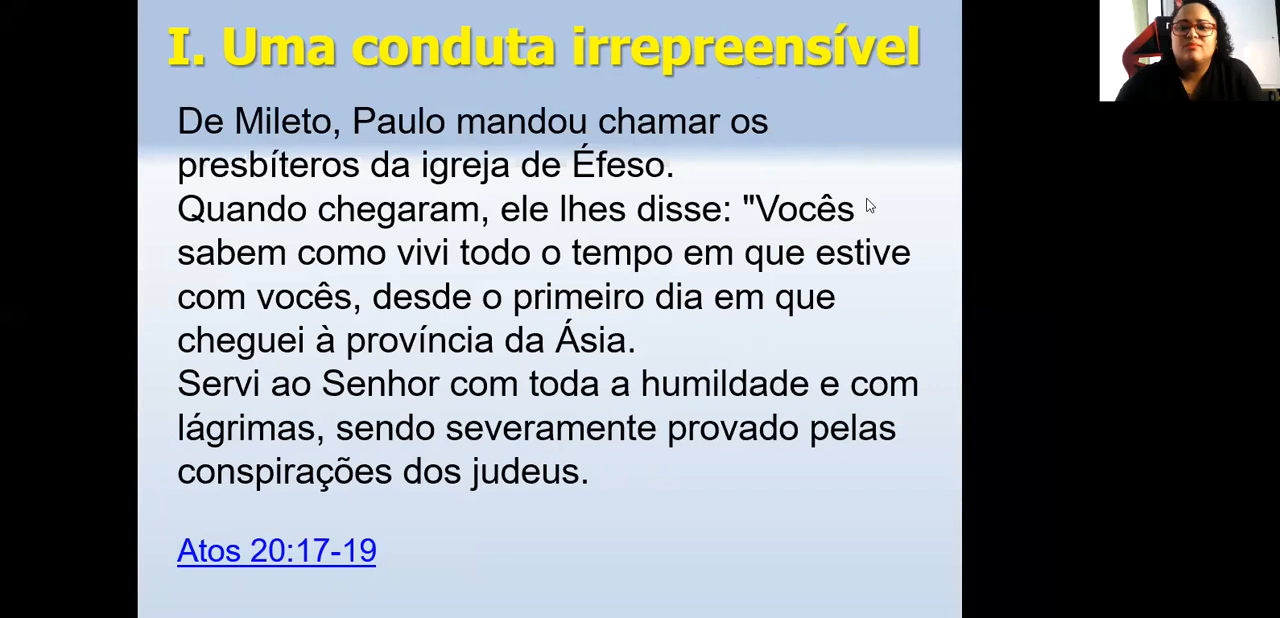 I. Uma conduta irrepreensível
De Mileto, Paulo mandou chamar os
presbíteros da igreja de Éfeso.
Quando chegaram, ele lhes disse: "Vocês
sabem como vivi todo o tempo em que estive
com vocês, desde o primeiro dia em que
cheguei à província da Ásia.
Servi ao Senhor com toda a humildade e com
lágrimas, sendo severamente provado pelas
conspirações dos judeus.
Atos 20:17-19